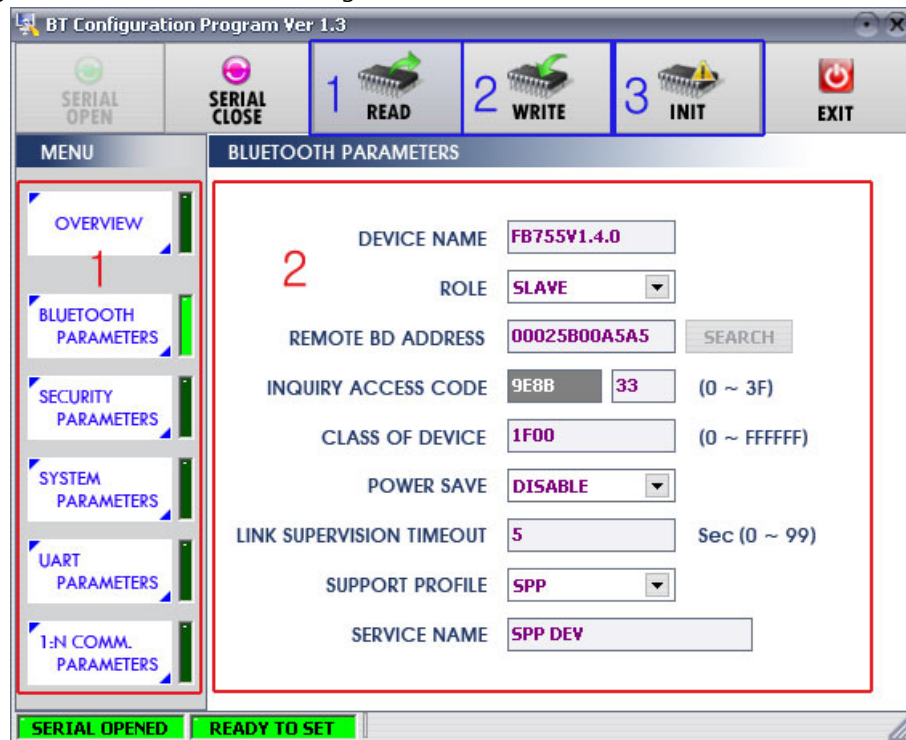 BT Configuration Program Ver 1.3
SERIAL OPEN
SERIAL CLOSE
1 READ
2 WRITE
3 INIT
EXIT
MENU
BLUETOOTH PARAMETERS
OVERVIEW
1
BLUETOOTH
PARAMETERS
SECURITY
PARAMETERS
SYSTEM
PARAMETERS
UART
PARAMETERS
1:N COMM.
PARAMETERS
2
DEVICE NAME FB755V1.4.0
ROLE SLAVE
REMOTE BD ADDRESS 00025B00A5A5 SEARCH
INQUIRY ACCESS CODE 9E8B 33 (0 ~ 3F)
CLASS OF DEVICE 1F00 (0 ~ FFFFFF)
POWER SAVE DISABLE
LINK SUPERVISION TIMEOUT 5 Sec (0 ~ 99)
SUPPORT PROFILE SPP
SERVICE NAME SPP DEV
SERIAL OPENED READY TO SET